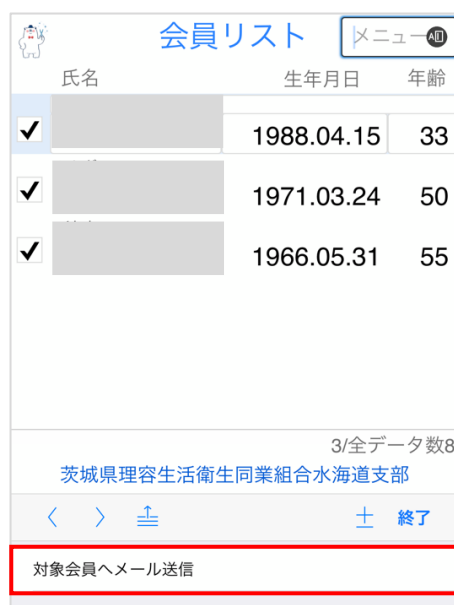 会員リスト メニュー
氏名 生年月日 年齢
1988.04.15 33
1971.03.24 50
1966.05.31 55
3/全データ数8
茨城県理容生活衛生同業組合水海道支部
終了
対象会員へメール送信